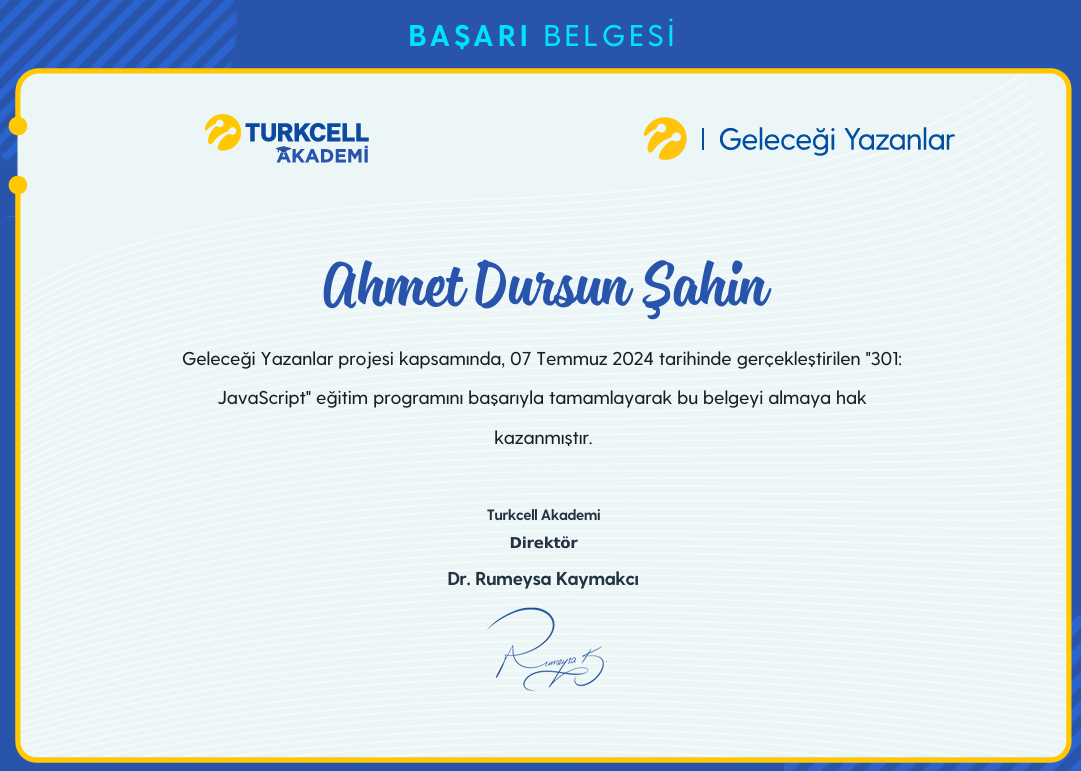 BAŞARI BELGESİ
TURKCELL
AKADEMİ
Geleceği Yazanlar
Ahmet Dursun Şahin
Geleceği Yazanlar projesi kapsamında, 07 Temmuz 2024 tarihinde gerçekleştirilen "301:
JavaScript" eğitim programını başarıyla tamamlayarak bu belgeyi almaya hak
kazanmıştır.
Turkcell Akademi
Direktör
Dr. Rumeysa Kaymakcı
Rumeysa K